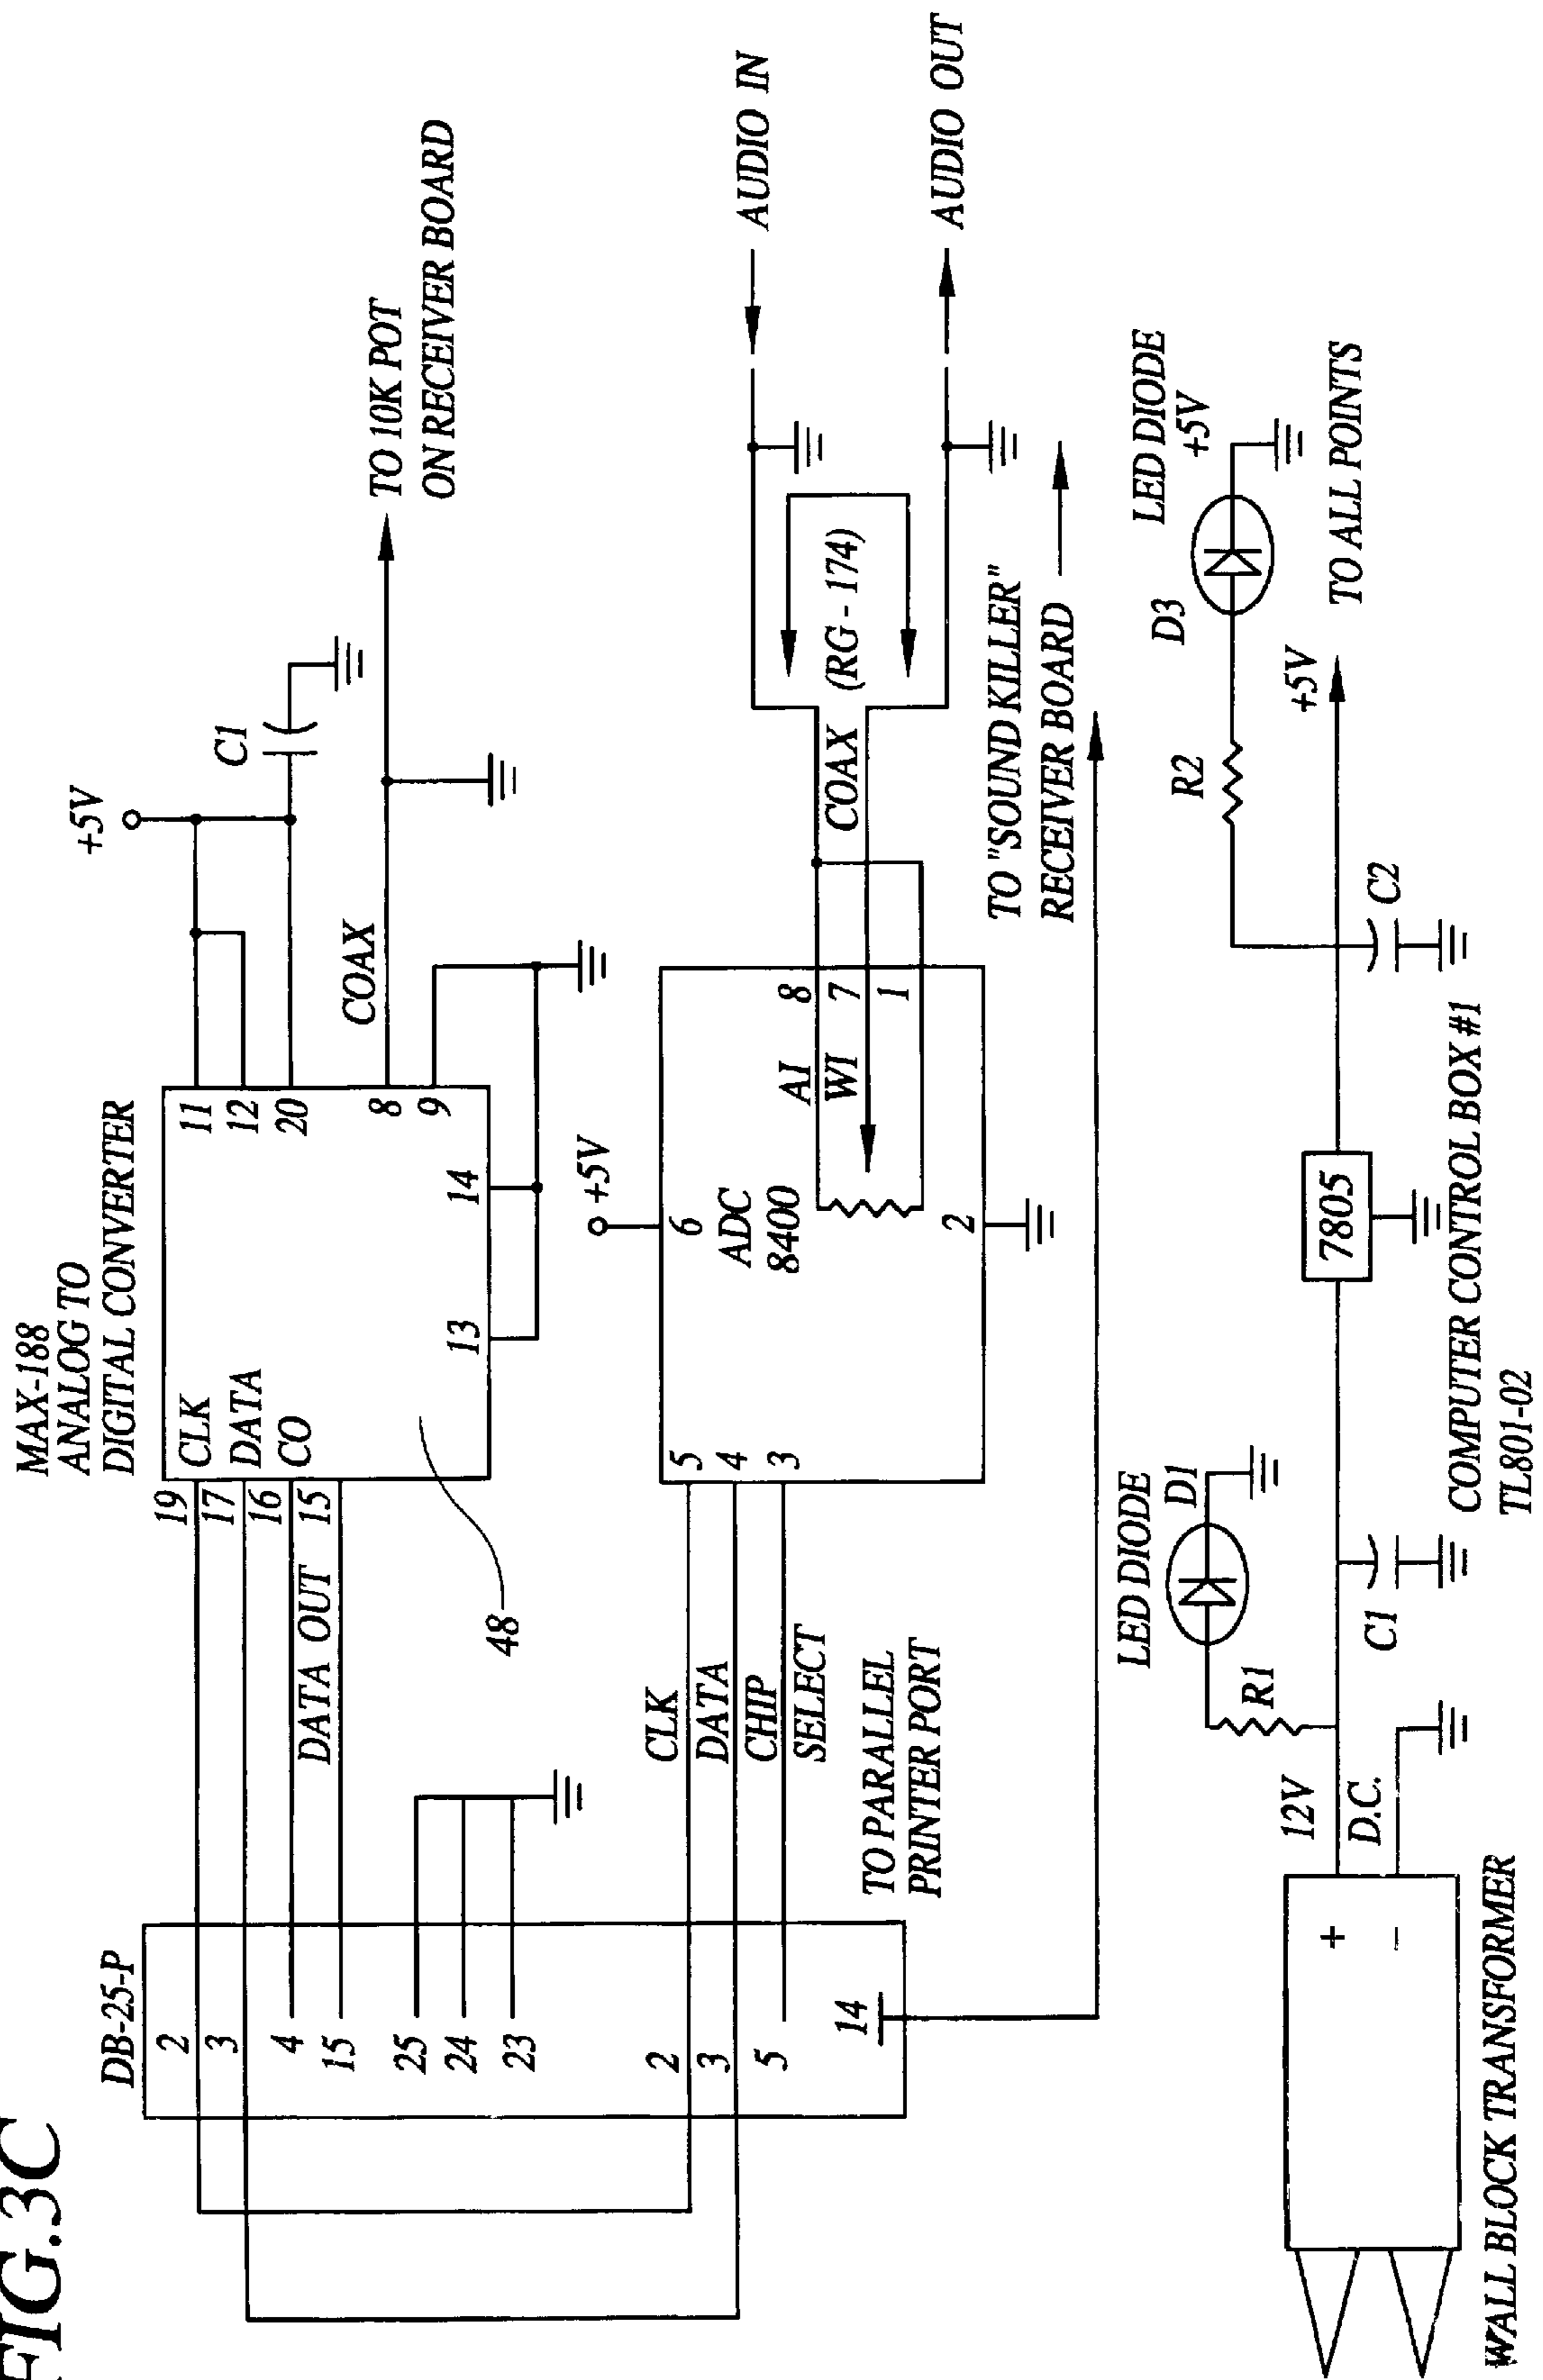 FIG.3C
MAX-188
ANALOG TO
DIGITAL CONVERTER
DB-25-P
2
3
4
15
25
24
23
2
3
5
14
19
17
16
15
DATA OUT
CLK
DATA
CO
48
11
12
20
8
9
14
13
+5V
C1
COAX
TO 10K POT
ON RECEIVER BOARD
CLK
DATA
CHIP
SELECT
TO PARALLEL
PRINTER PORT
5
4
3
+5V
6
ADC
8400
2
AI
WI
8
7
1
COAX
(RG - 174)
AUDIO IN
AUDIO OUT
TO "SOUND KILLER"
RECEIVER BOARD
LED DIODE
D1
R1
12V
D.C.
+
–
WALL BLOCK TRANSFORMER
C1
7805
COMPUTER CONTROL BOX #1
TL801-02
C2
R2
D3
LED DIODE
+5V
+5V
TO ALL POINTS